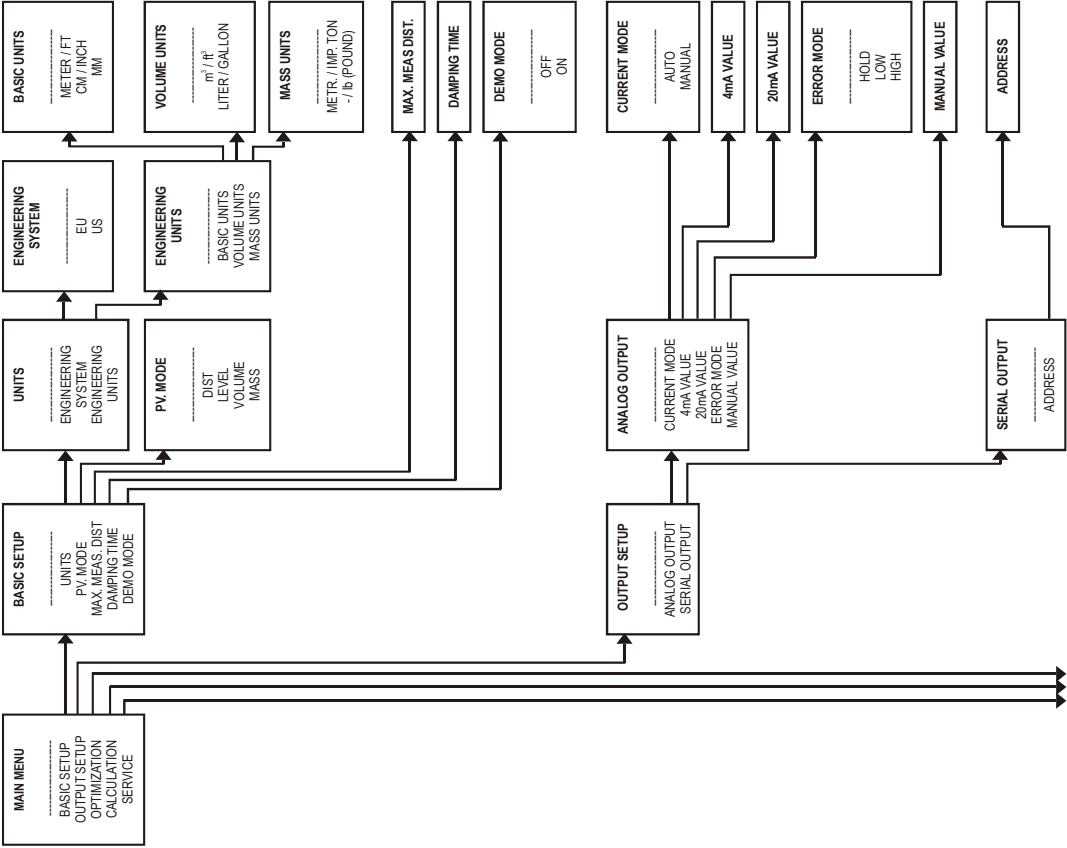 MAIN MENU
BASIC SETUP
OUTPUT SETUP
OPTIMIZATION
CALCULATION
SERVICE
BASIC SETUP
UNITS
PV. MODE
MAX. MEAS. DIST
DAMPING TIME
DEMO MODE
UNITS
ENGINEERING
SYSTEM
ENGINEERING
UNITS
ENGINEERING
SYSTEM
EU
US
BASIC UNITS
METER / FT
CM / INCH
MM
ENGINEERING
UNITS
BASIC UNITS
VOLUME UNITS
MASS UNITS
VOLUME UNITS
m³ / ft³
LITER / GALLON
MASS UNITS
METR. / IMP. TON
- / lb (POUND)
PV. MODE
DIST
LEVEL
VOLUME
MASS
MAX. MEAS DIST.
DAMPING TIME
DEMO MODE
OFF
ON
OUTPUT SETUP
ANALOG OUTPUT
SERIAL OUTPUT
ANALOG OUTPUT
CURRENT MODE
4mA VALUE
20mA VALUE
ERROR MODE
MANUAL VALUE
CURRENT MODE
AUTO
MANUAL
4mA VALUE
20mA VALUE
ERROR MODE
HOLD
LOW
HIGH
MANUAL VALUE
SERIAL OUTPUT
ADDRESS
ADDRESS